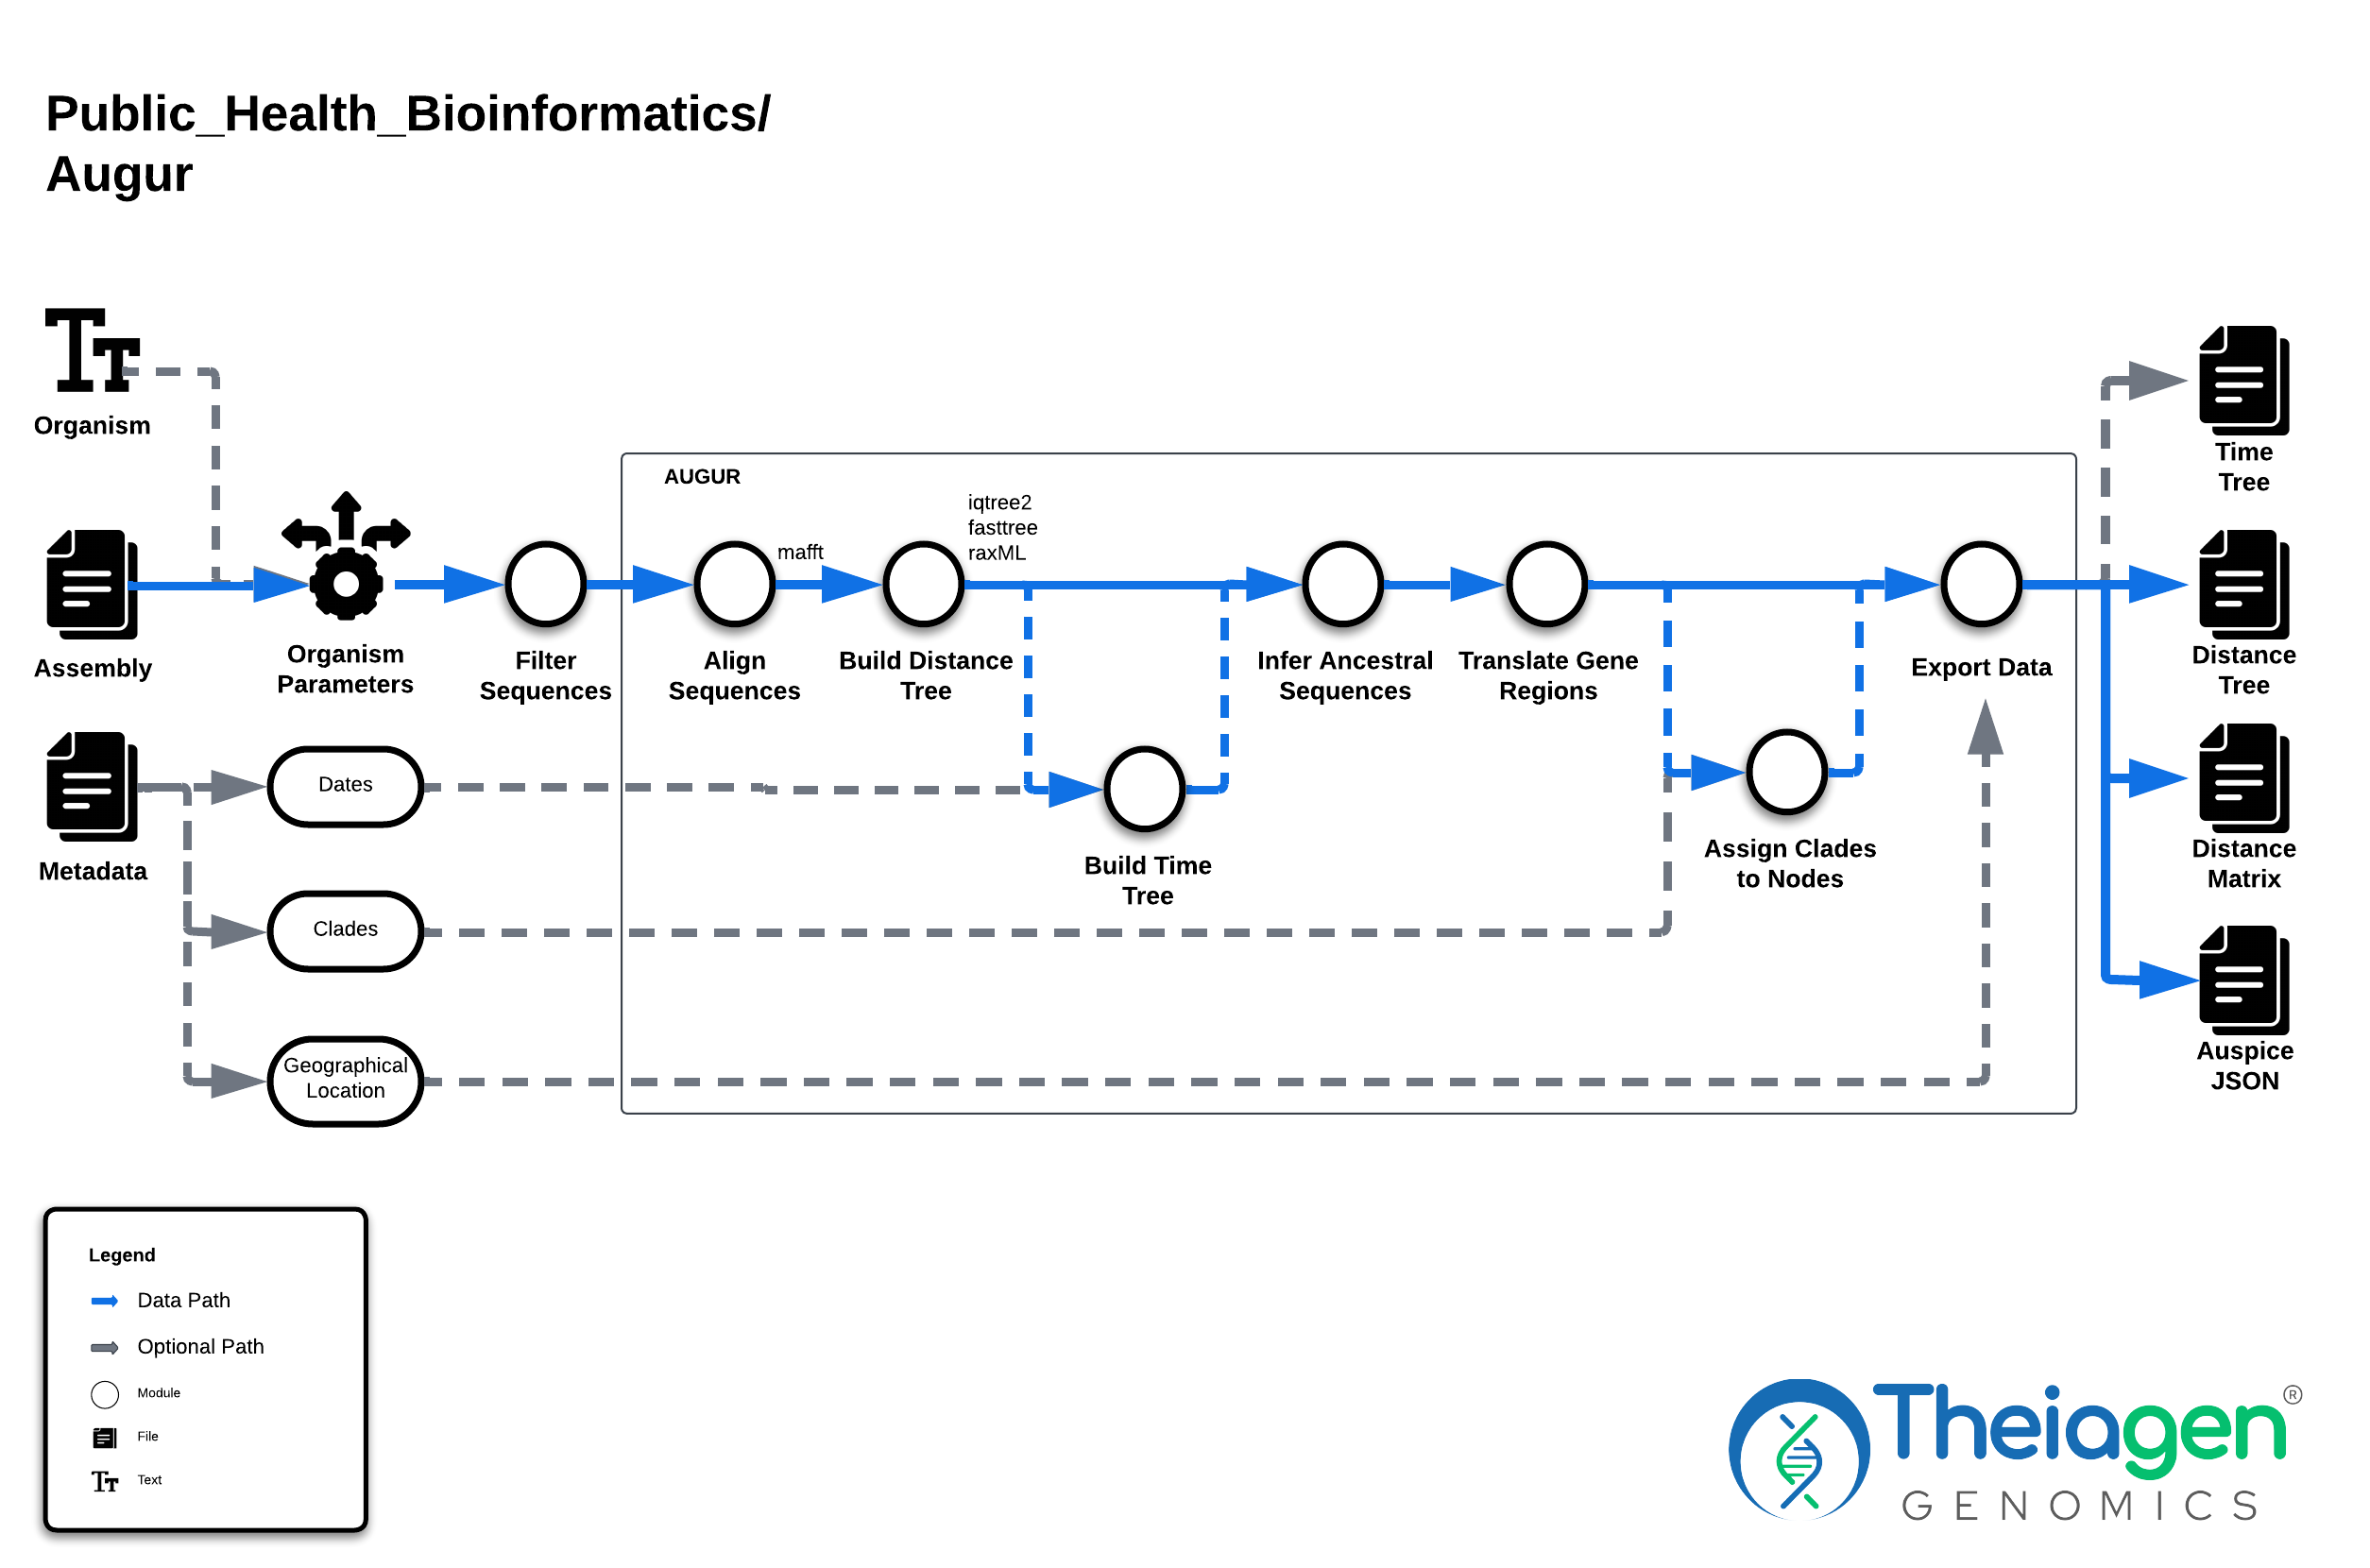 Public_Health_Bioinformatics/
Augur
Organism
Assembly
Metadata
Organism
Parameters
Dates
Clades
Geographical
Location
Filter
Sequences
AUGUR
Align
Sequences
mafft
Build Distance
Tree
iqtree2
fasttree
raxML
Build Time
Tree
Infer Ancestral
Sequences
Translate Gene
Regions
Assign Clades
to Nodes
Export Data
Time
Tree
Distance
Tree
Distance
Matrix
Auspice
JSON
Legend
Data Path
Optional Path
Module
File
Tt Text
Theiagen®
GENOMICS